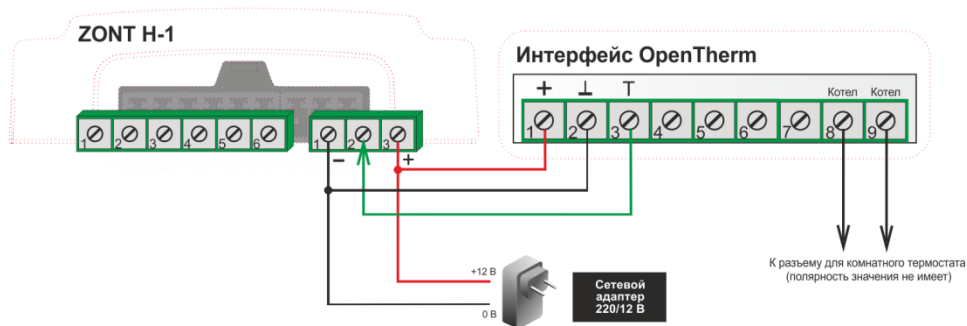 ZONT H-1
Интерфейс OpenTherm
+ ⊥ T Котел Котел
1 2 3 4 5 6 7 8 9
1 2 3 4 5 6
1 2 3
− +
+12 В
0 В
Сетевой
адаптер
220/12 В
К разъему для комнатного термостата
(полярность значения не имеет)